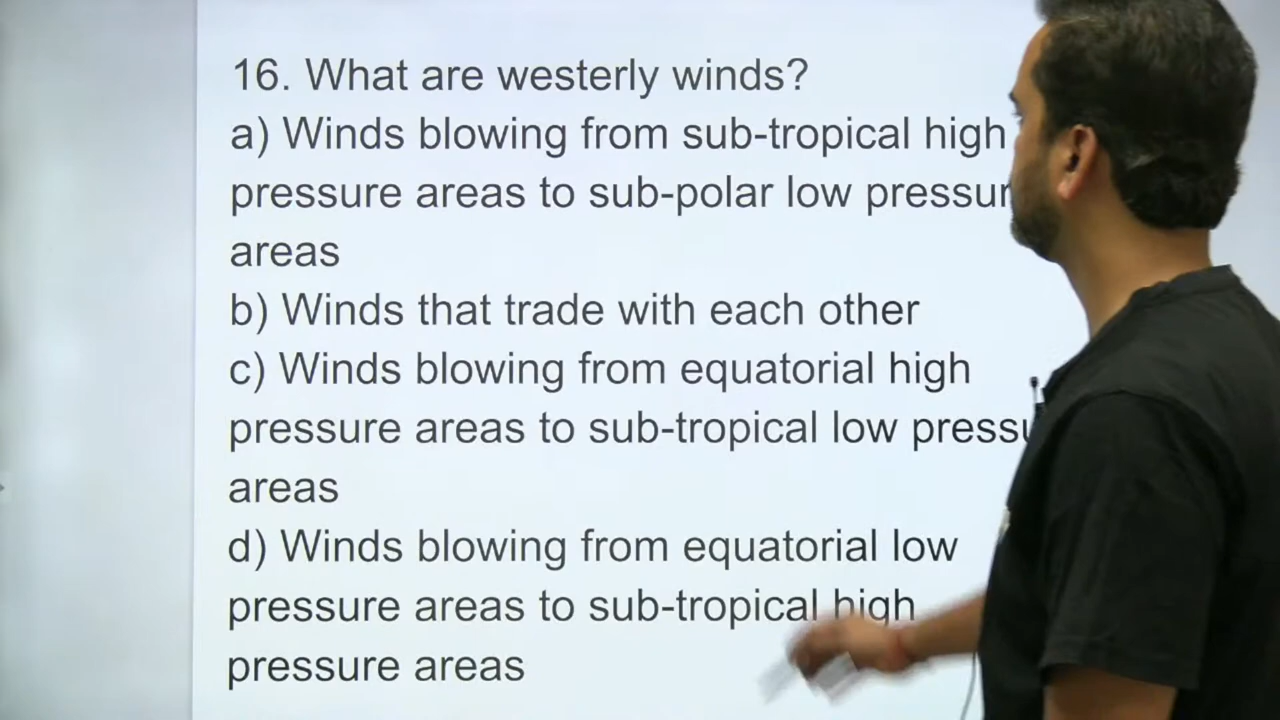 16. What are westerly winds?
a) Winds blowing from sub-tropical high
pressure areas to sub-polar low
areas
b) Winds that trade with each other
c) Winds blowing from equatorial high
pressure areas to sub-tropical low
areas
d) Winds blowing from equatorial low
pressure areas to sub-tropical high
pressure areas